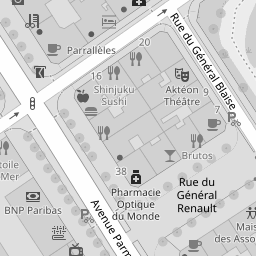 Rue du Général Blaise
20
Parrallèles
16
Shinjuku
Sushi
Aktéon
Théâtre
9
7
Brutos
38
Pharmacie
Optique
du Monde
Rue du
Général
Renault
toile
Mer
BNP Paribas
Avenue Parm
Mais
des Asso